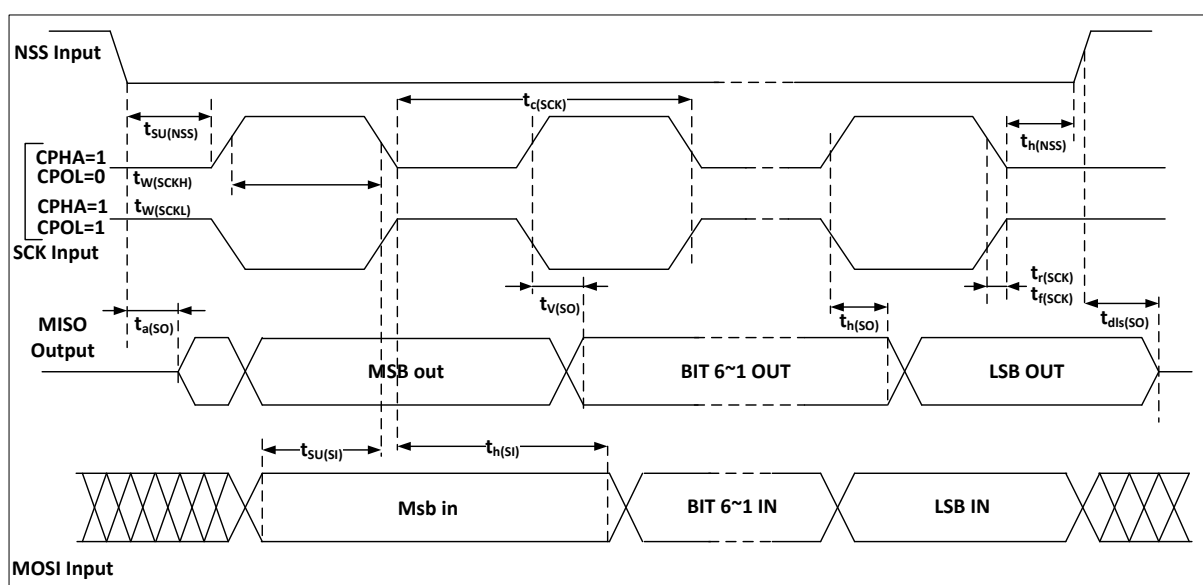 NSS Input
tc(SCK)
tSU(NSS)
th(NSS)
CPHA=1
CPOL=0
tW(SCKH)
CPHA=1
tW(SCKL)
CPOL=1
SCK Input
tr(SCK)
tf(SCK)
tV(SO)
ta(SO)
th(SO)
tdls(SO)
MISO
Output
MSB out
BIT 6~1 OUT
LSB OUT
tSU(SI)
th(SI)
Msb in
BIT 6~1 IN
LSB IN
MOSI Input